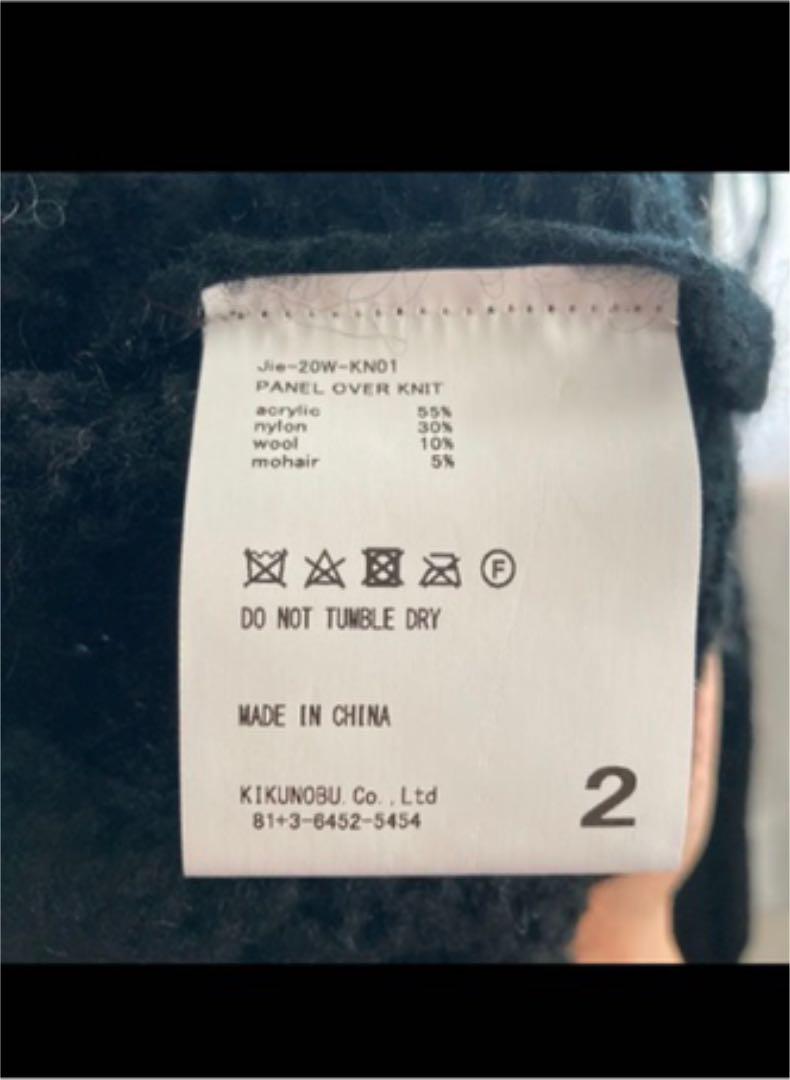 Jie-20W-KN01
PANEL OVER KNIT
acrylic 55%
nylon 30%
wool 10%
mohair 5%
F
DO NOT TUMBLE DRY
MADE IN CHINA
KIKUNOBU.Co.,Ltd
81+3-6452-5454
2